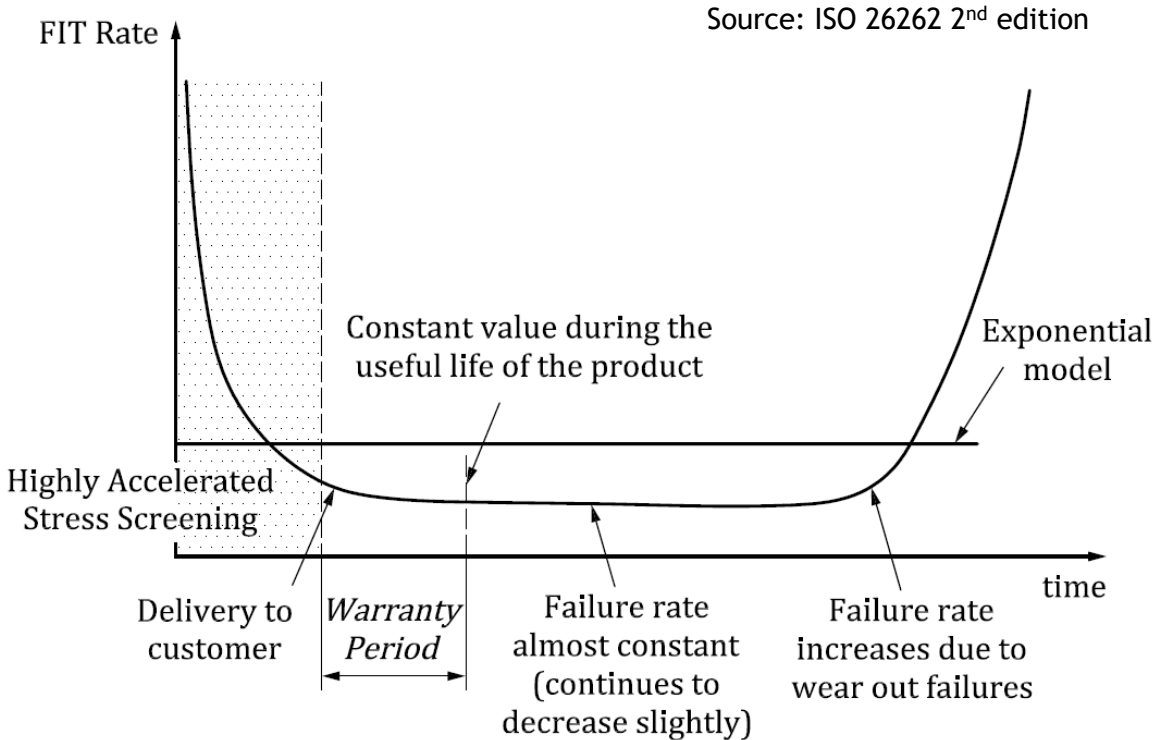 Source: ISO 26262 2nd edition
FIT Rate
Constant value during the
useful life of the product
Exponential
model
Highly Accelerated
Stress Screening
time
Delivery to
customer
Warranty
Period
Failure rate
almost constant
(continues to
decrease slightly)
Failure rate
increases due to
wear out failures